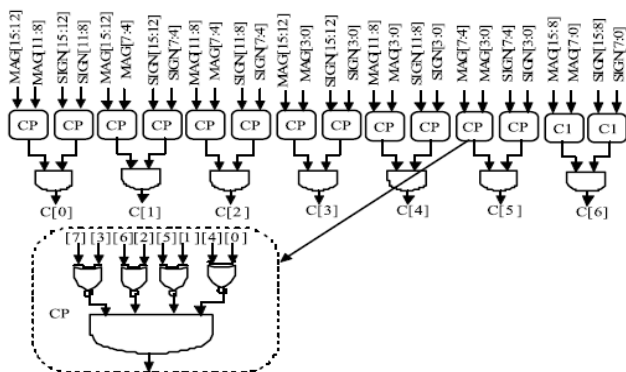 MAG[15:12]
MAG[11:8]
SIGN[15:12]
SIGN[11:8]
MAG[15:12]
MAG[7:4]
SIGN[15:12]
SIGN[7:4]
MAG[11:8]
MAG[7:4]
SIGN[11:8]
SIGN[7:4]
MAG[15:12]
MAG[3:0]
SIGN[15:12]
SIGN[3:0]
MAG[11:8]
MAG[3:0]
SIGN[11:8]
SIGN[3:0]
MAG[7:4]
MAG[3:0]
SIGN[7:4]
SIGN[3:0]
MAG[15:8]
MAG[7:0]
SIGN[15:8]
SIGN[7:0]
CP CP CP CP CP CP CP CP CP CP CP CP C1 C1
C[0] C[1] C[2] C[3] C[4] C[5] C[6]
[7] [3] [6] [2] [5] [1] [4] [0]
CP